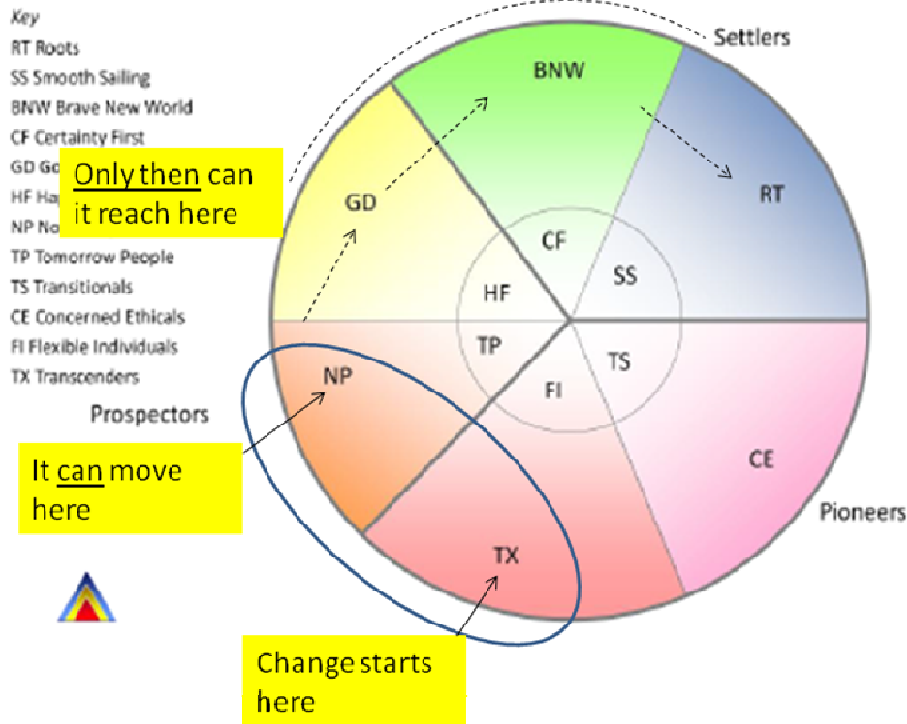 Key
RT Roots
SS Smooth Sailing
BNW Brave New World
CF Certainty First
GD
HF
NP
TP Tomorrow People
TS Transitionals
CE Concerned Ethicals
FI Flexible Individuals
TX Transcenders
Only then can
it reach here
Settlers
BNW
RT
GD
CF
SS
HF
TP
TS
FI
NP
Prospectors
It can move
here
CE
Pioneers
TX
Change starts
here